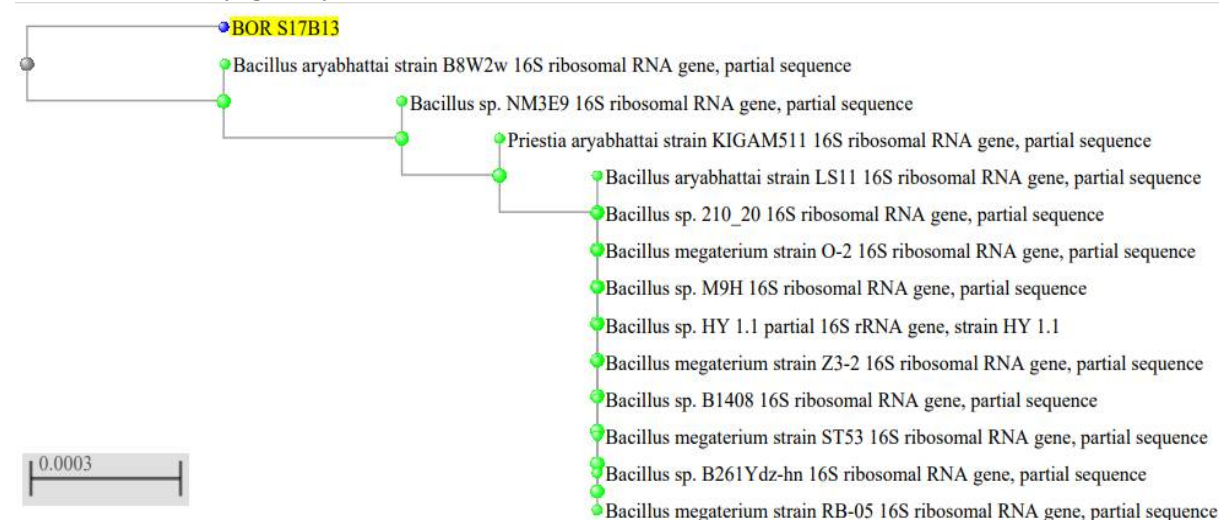 BOR S17B13
Bacillus aryabhattai strain B8W2w 16S ribosomal RNA gene, partial sequence
Bacillus sp. NM3E9 16S ribosomal RNA gene, partial sequence
Priestia aryabhattai strain KIGAM511 16S ribosomal RNA gene, partial sequence
Bacillus aryabhattai strain LS11 16S ribosomal RNA gene, partial sequence
Bacillus sp. 210_20 16S ribosomal RNA gene, partial sequence
Bacillus megaterium strain O-2 16S ribosomal RNA gene, partial sequence
Bacillus sp. M9H 16S ribosomal RNA gene, partial sequence
Bacillus sp. HY 1.1 partial 16S rRNA gene, strain HY 1.1
Bacillus megaterium strain Z3-2 16S ribosomal RNA gene, partial sequence
Bacillus sp. B1408 16S ribosomal RNA gene, partial sequence
Bacillus megaterium strain ST53 16S ribosomal RNA gene, partial sequence
0.0003
Bacillus sp. B261Ydz-hn 16S ribosomal RNA gene, partial sequence
Bacillus megaterium strain RB-05 16S ribosomal RNA gene, partial sequence